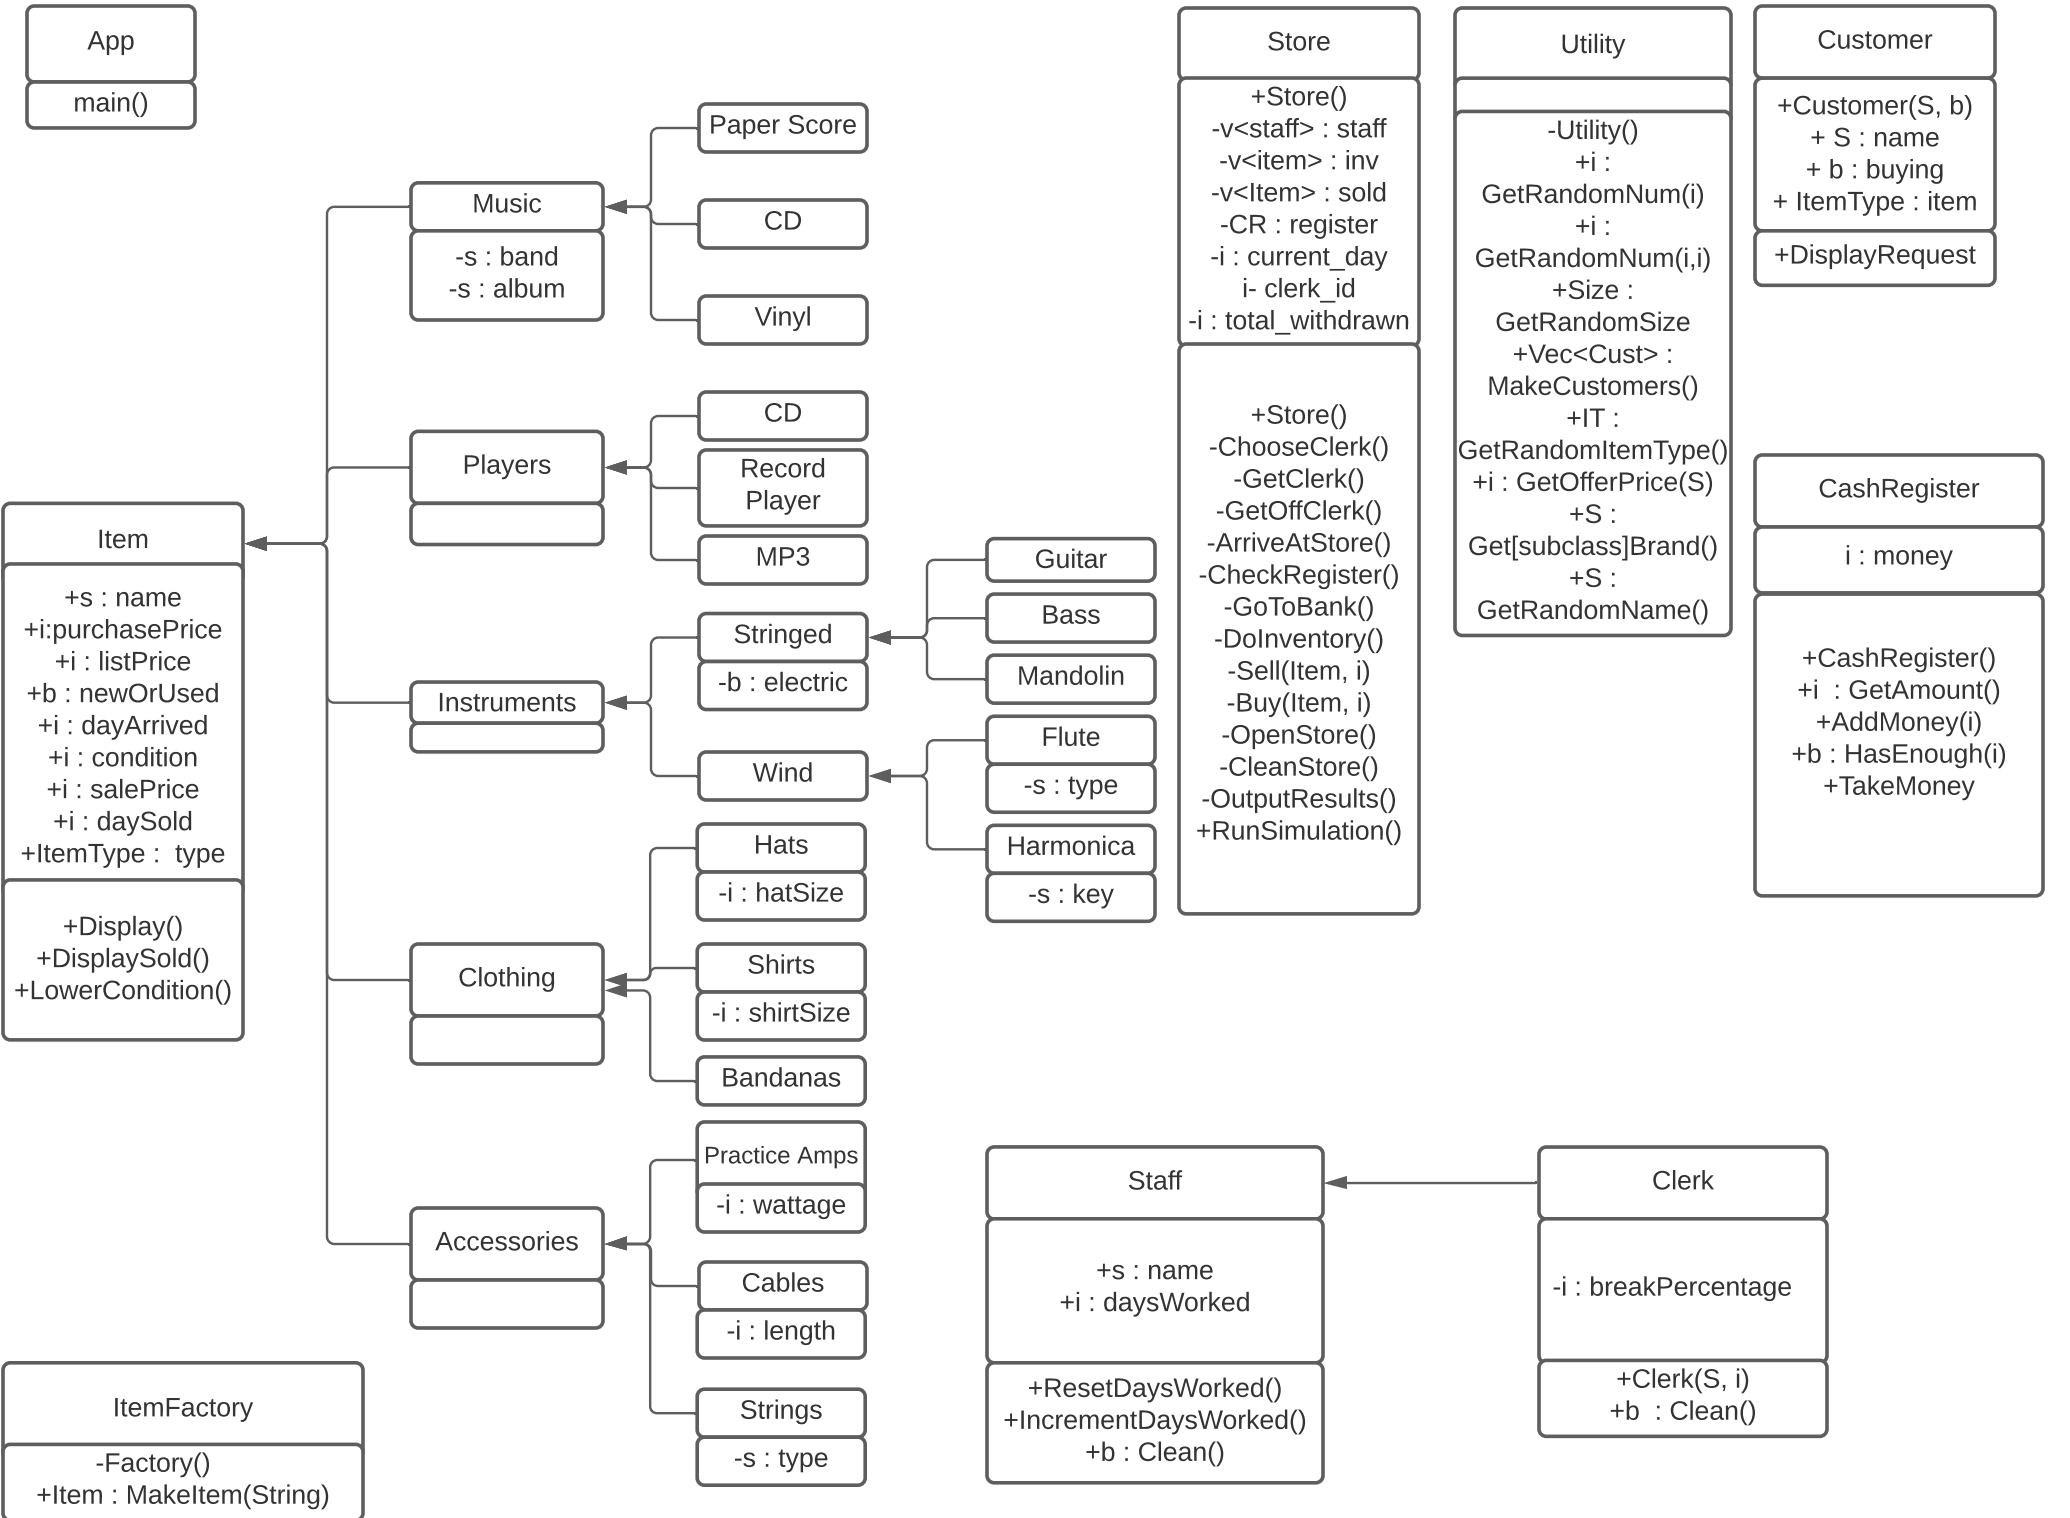 App
main()
Paper Score
Music
-s : band
-s : album
CD
Vinyl
Players
CD
Record
Player
MP3
Item
+s : name
+i:purchasePrice
+i : listPrice
+b : newOrUsed
+i : dayArrived
+i : condition
+i : salePrice
+i : daySold
+ItemType :  type
+Display()
+DisplaySold()
+LowerCondition()
Instruments
Stringed
-b : electric
Wind
Guitar
Bass
Mandolin
Flute
-s : type
Harmonica
-s : key
Clothing
Hats
-i : hatSize
Shirts
-i : shirtSize
Bandanas
Accessories
Practice Amps
-i : wattage
Cables
-i : length
Strings
-s : type
ItemFactory
-Factory()
+Item : MakeItem(String)
Store
+Store()
-v<staff> : staff
-v<item> : inv
-v<Item> : sold
-CR : register
-i : current_day
i- clerk_id
-i : total_withdrawn
+Store()
-ChooseClerk()
-GetClerk()
-GetOffClerk()
-ArriveAtStore()
-CheckRegister()
-GoToBank()
-DoInventory()
-Sell(Item, i)
-Buy(Item, i)
-OpenStore()
-CleanStore()
-OutputResults()
+RunSimulation()
Utility
-Utility()
+i :
GetRandomNum(i)
+i :
GetRandomNum(i,i)
+Size :
GetRandomSize
+Vec<Cust> :
MakeCustomers()
+IT :
GetRandomItemType()
+i : GetOfferPrice(S)
+S :
Get[subclass]Brand()
+S :
GetRandomName()
Customer
+Customer(S, b)
+ S : name
+ b : buying
+ ItemType : item
+DisplayRequest
CashRegister
i : money
+CashRegister()
+i  : GetAmount()
+AddMoney(i)
+b : HasEnough(i)
+TakeMoney
Staff
+s : name
+i : daysWorked
+ResetDaysWorked()
+IncrementDaysWorked()
+b : Clean()
Clerk
-i : breakPercentage
+Clerk(S, i)
+b  : Clean()